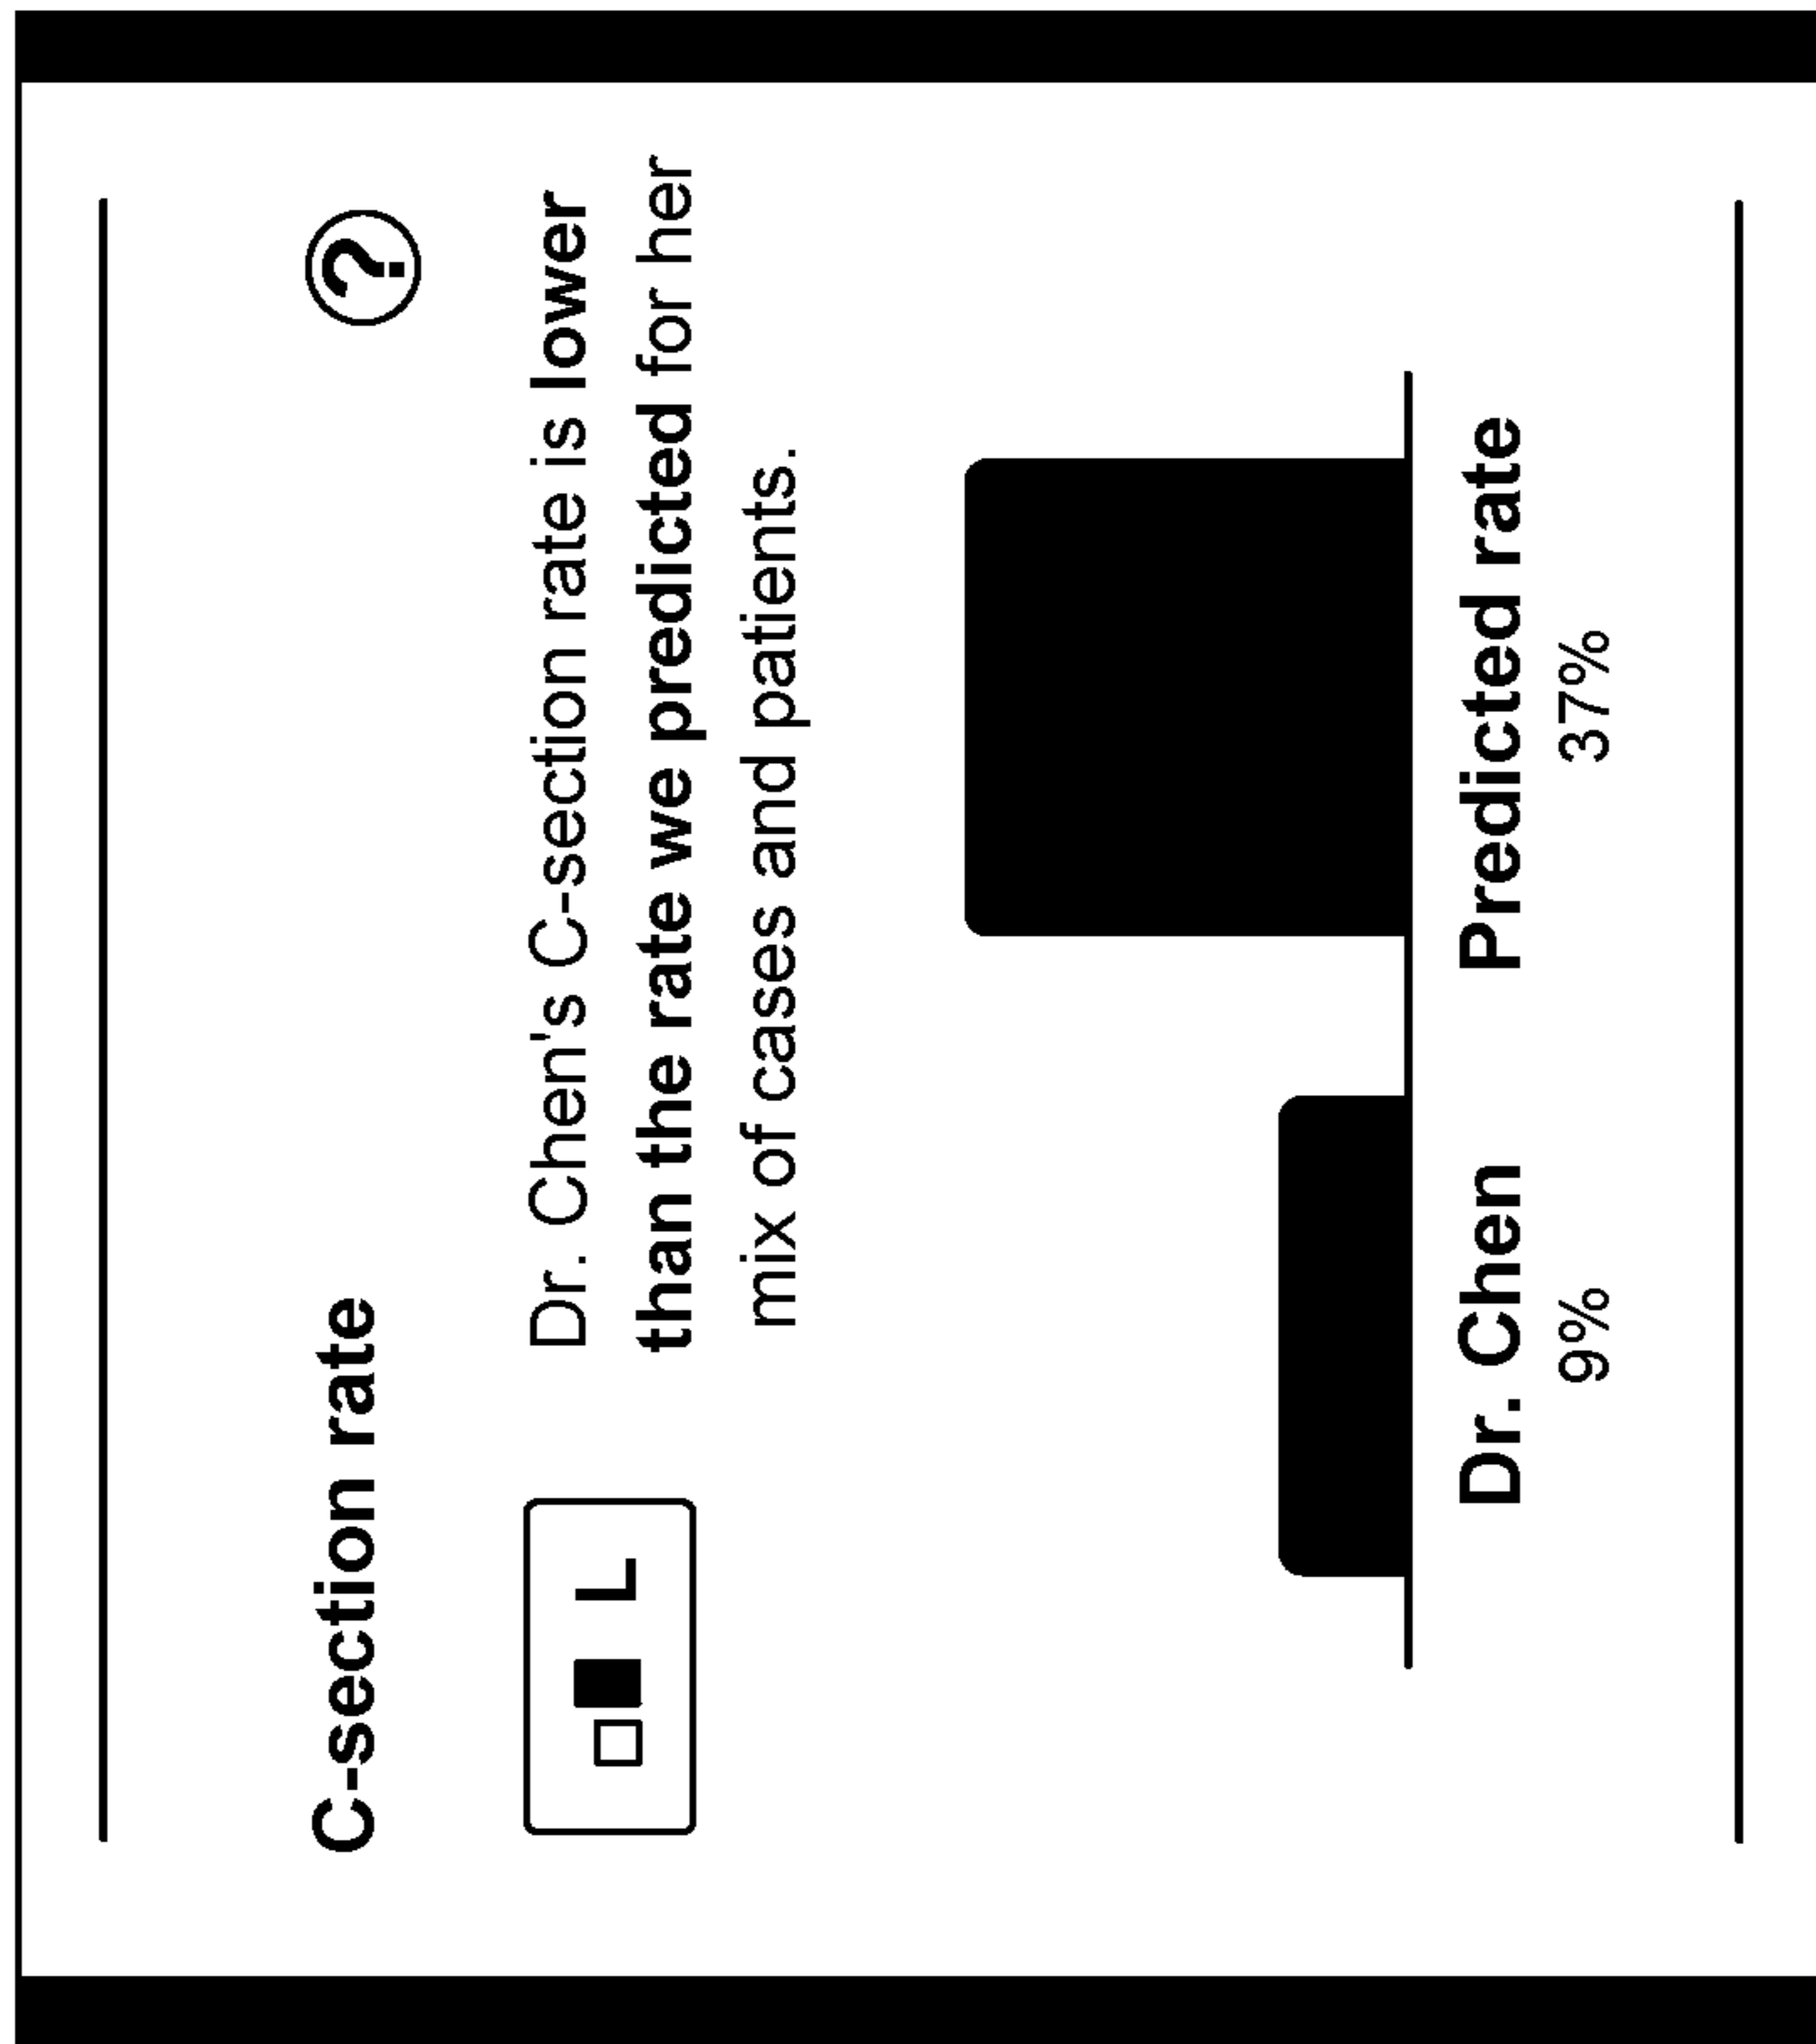 C-section rate
?
L
Dr. Chen's C-section rate is lower
than the rate we predicted for her
mix of cases and patients.
Dr. Chen
9%
Predicted rate
37%